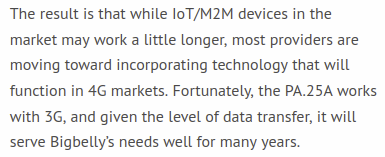 The result is that while IoT/M2M devices in the
market may work a little longer, most providers are
moving toward incorporating technology that will
function in 4G markets. Fortunately, the PA.25A works
with 3G, and given the level of data transfer, it will
serve Bigbelly’s needs well for many years.